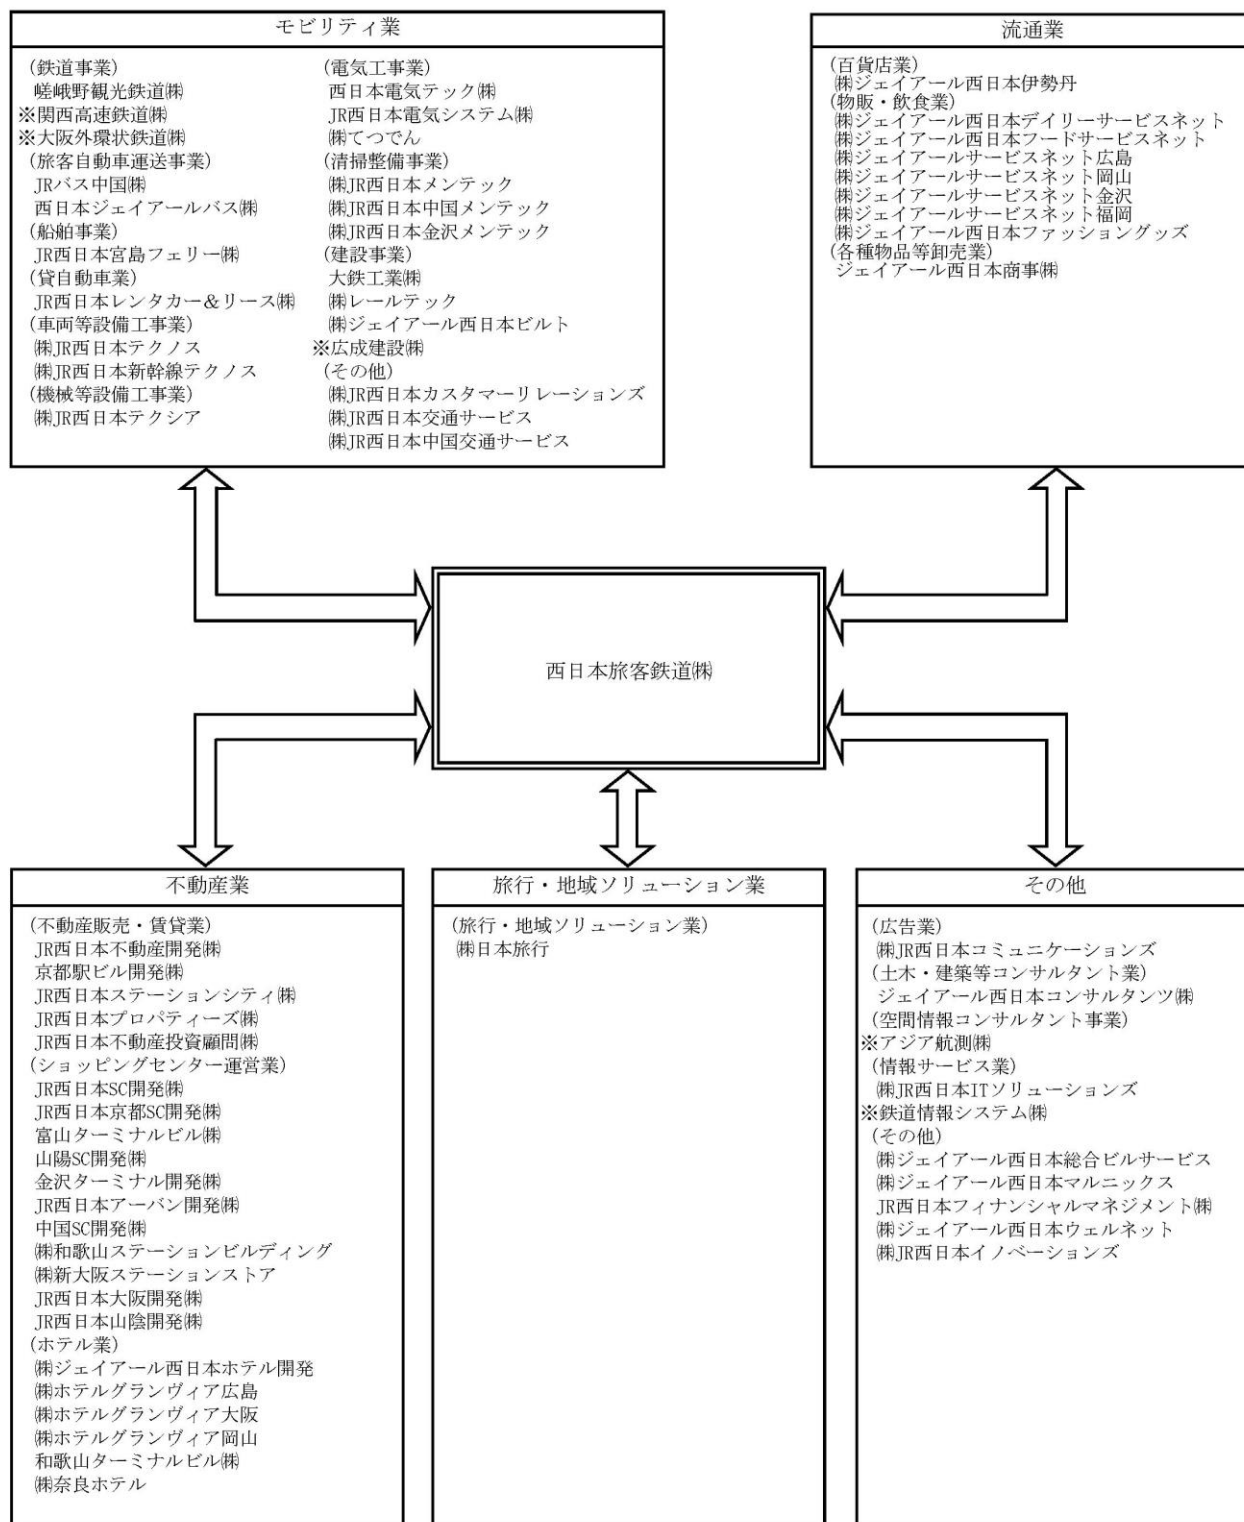 モビリティ業
(鉄道事業)
嵯峨野観光鉄道㈱
※関西高速鉄道㈱
※大阪外環状鉄道㈱
(旅客自動車運送事業)
JRバス中国㈱
西日本ジェイアールバス㈱
(船舶事業)
JR西日本宮島フェリー㈱
(貸自動車業)
JR西日本レンタカー＆リース㈱
(車両等設備工事業)
㈱JR西日本テクノス
㈱JR西日本新幹線テクノス
(機械等設備工事業)
㈱JR西日本テクシア
(電気工事業)
西日本電気テック㈱
JR西日本電気システム㈱
㈱てつでん
(清掃整備事業)
㈱JR西日本メンテック
㈱JR西日本中国メンテック
㈱JR西日本金沢メンテック
(建設事業)
大鉄工業㈱
㈱レールテック
㈱ジェイアール西日本ビルト
※広成建設㈱
(その他)
㈱JR西日本カスタマーリレーションズ
㈱JR西日本交通サービス
㈱JR西日本中国交通サービス
流通業
(百貨店業)
㈱ジェイアール西日本伊勢丹
(物販・飲食業)
㈱ジェイアール西日本デイリーサービスネット
㈱ジェイアール西日本フードサービスネット
㈱ジェイアールサービスネット広島
㈱ジェイアールサービスネット岡山
㈱ジェイアールサービスネット金沢
㈱ジェイアールサービスネット福岡
㈱ジェイアール西日本ファッショングッズ
(各種物品等卸売業)
ジェイアール西日本商事㈱
西日本旅客鉄道㈱
不動産業
(不動産販売・賃貸業)
JR西日本不動産開発㈱
京都駅ビル開発㈱
JR西日本ステーションシティ㈱
JR西日本プロパティーズ㈱
JR西日本不動産投資顧問㈱
(ショッピングセンター運営業)
JR西日本SC開発㈱
JR西日本京都SC開発㈱
富山ターミナルビル㈱
山陽SC開発㈱
金沢ターミナル開発㈱
JR西日本アーバン開発㈱
中国SC開発㈱
㈱和歌山ステーションビルディング
㈱新大阪ステーションストア
JR西日本大阪開発㈱
JR西日本山陰開発㈱
(ホテル業)
㈱ジェイアール西日本ホテル開発
㈱ホテルグランヴィア広島
㈱ホテルグランヴィア大阪
㈱ホテルグランヴィア岡山
和歌山ターミナルビル㈱
㈱奈良ホテル
旅行・地域ソリューション業
(旅行・地域ソリューション業)
㈱日本旅行
その他
(広告業)
㈱JR西日本コミュニケーションズ
(土木・建築等コンサルタント業)
ジェイアール西日本コンサルタンツ㈱
(空間情報コンサルタント事業)
※アジア航測㈱
(情報サービス業)
㈱JR西日本ITソリューションズ
※鉄道情報システム㈱
(その他)
㈱ジェイアール西日本総合ビルサービス
㈱ジェイアール西日本マルニックス
JR西日本フィナンシャルマネジメント㈱
㈱ジェイアール西日本ウェルネット
㈱JR西日本イノベーションズ